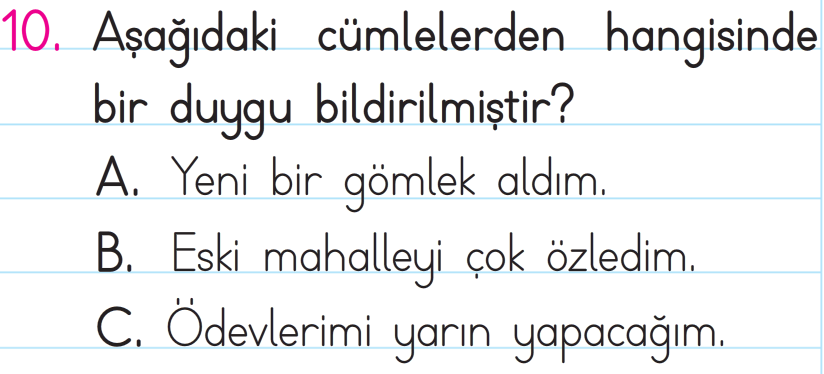 10. Aşağıdaki cümlelerden hangisinde
bir duygu bildirilmiştir?
A. Yeni bir gömlek aldım.
B. Eski mahalleyi çok özledim.
C. Ödevlerimi yarın yapacağım.